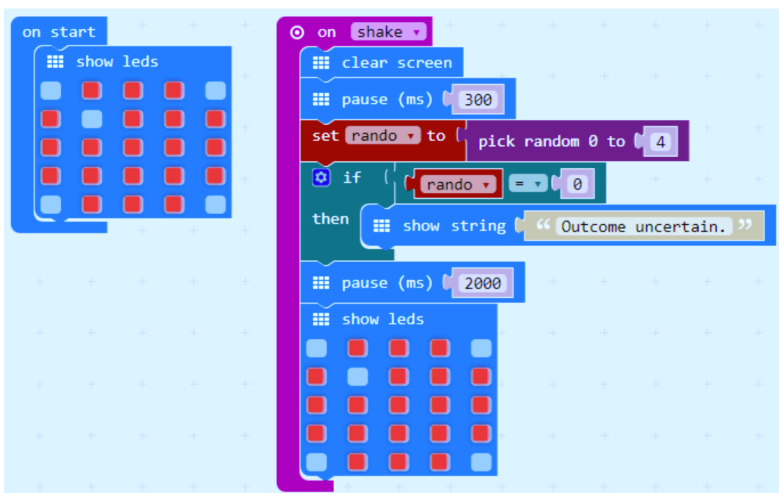 on start
show leds
on shake
clear screen
pause (ms) 300
set rando to pick random 0 to 4
if rando = 0
then show string “ Outcome uncertain. ”
pause (ms) 2000
show leds